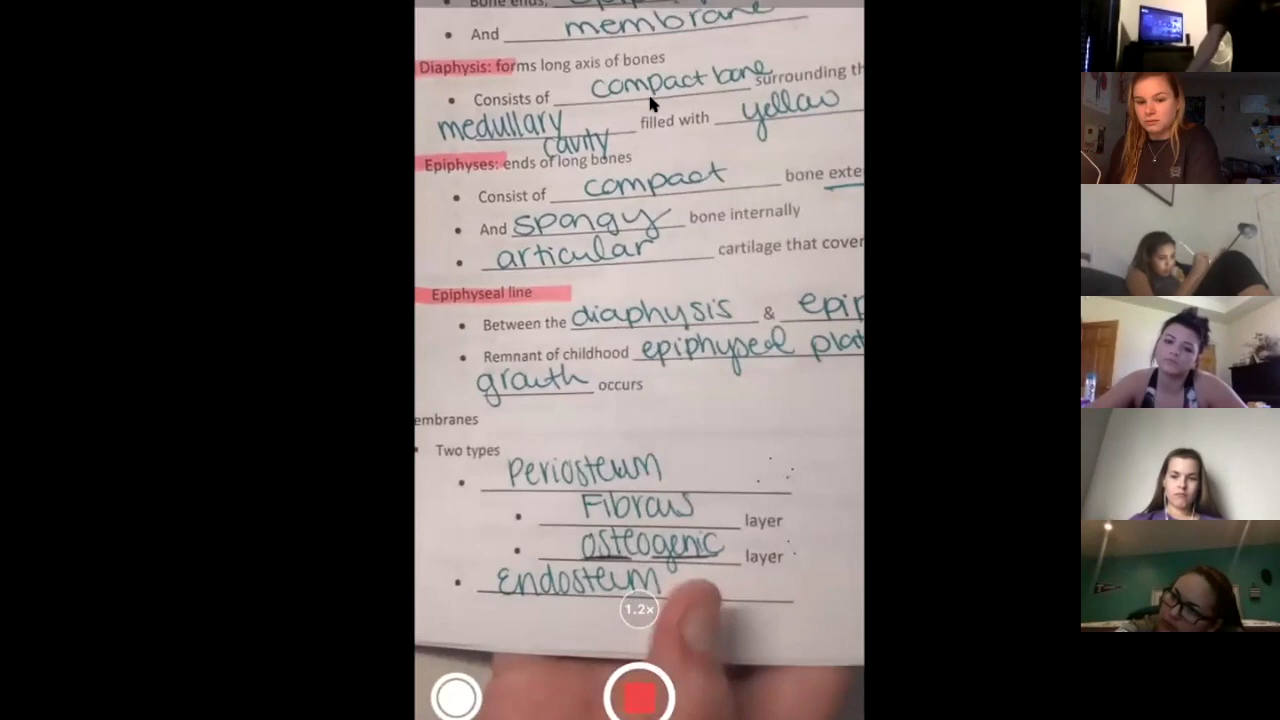 Bone ends,
And membrane
Diaphysis: forms long axis of bones
Consists of compact bone surrounding th
medullary cavity filled with yellow
Epiphyses: ends of long bones
Consist of compact bone exte
And spongy bone internally
articular cartilage that cover
Epiphyseal line
Between the diaphysis & epip
Remnant of childhood epiphyseal plat
growth occurs
embranes
Two types
Periosteum
Fibrous layer
osteogenic layer
Endosteum
1.2x